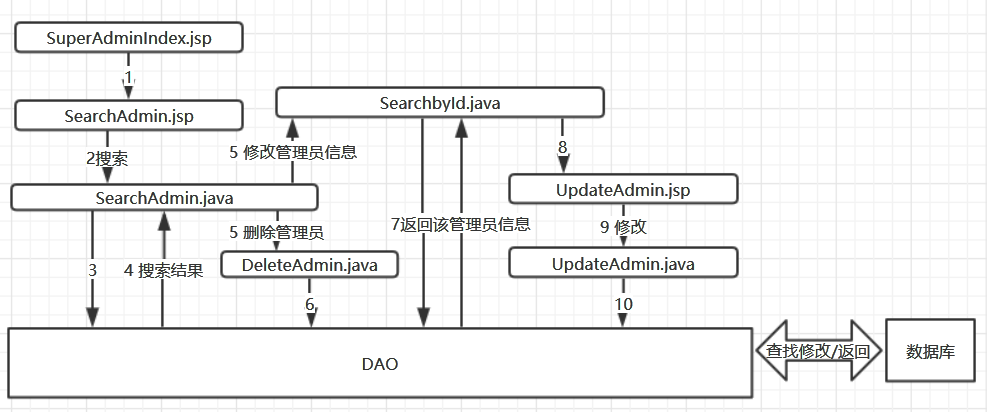 SuperAdminIndex.jsp
1
SearchAdmin.jsp
2搜索
SearchAdmin.java
3
4 搜索结果
5 修改管理员信息
5 删除管理员
DeleteAdmin.java
6
SearchbyId.java
7返回该管理员信息
8
UpdateAdmin.jsp
9 修改
UpdateAdmin.java
10
DAO
查找修改/返回
数据库